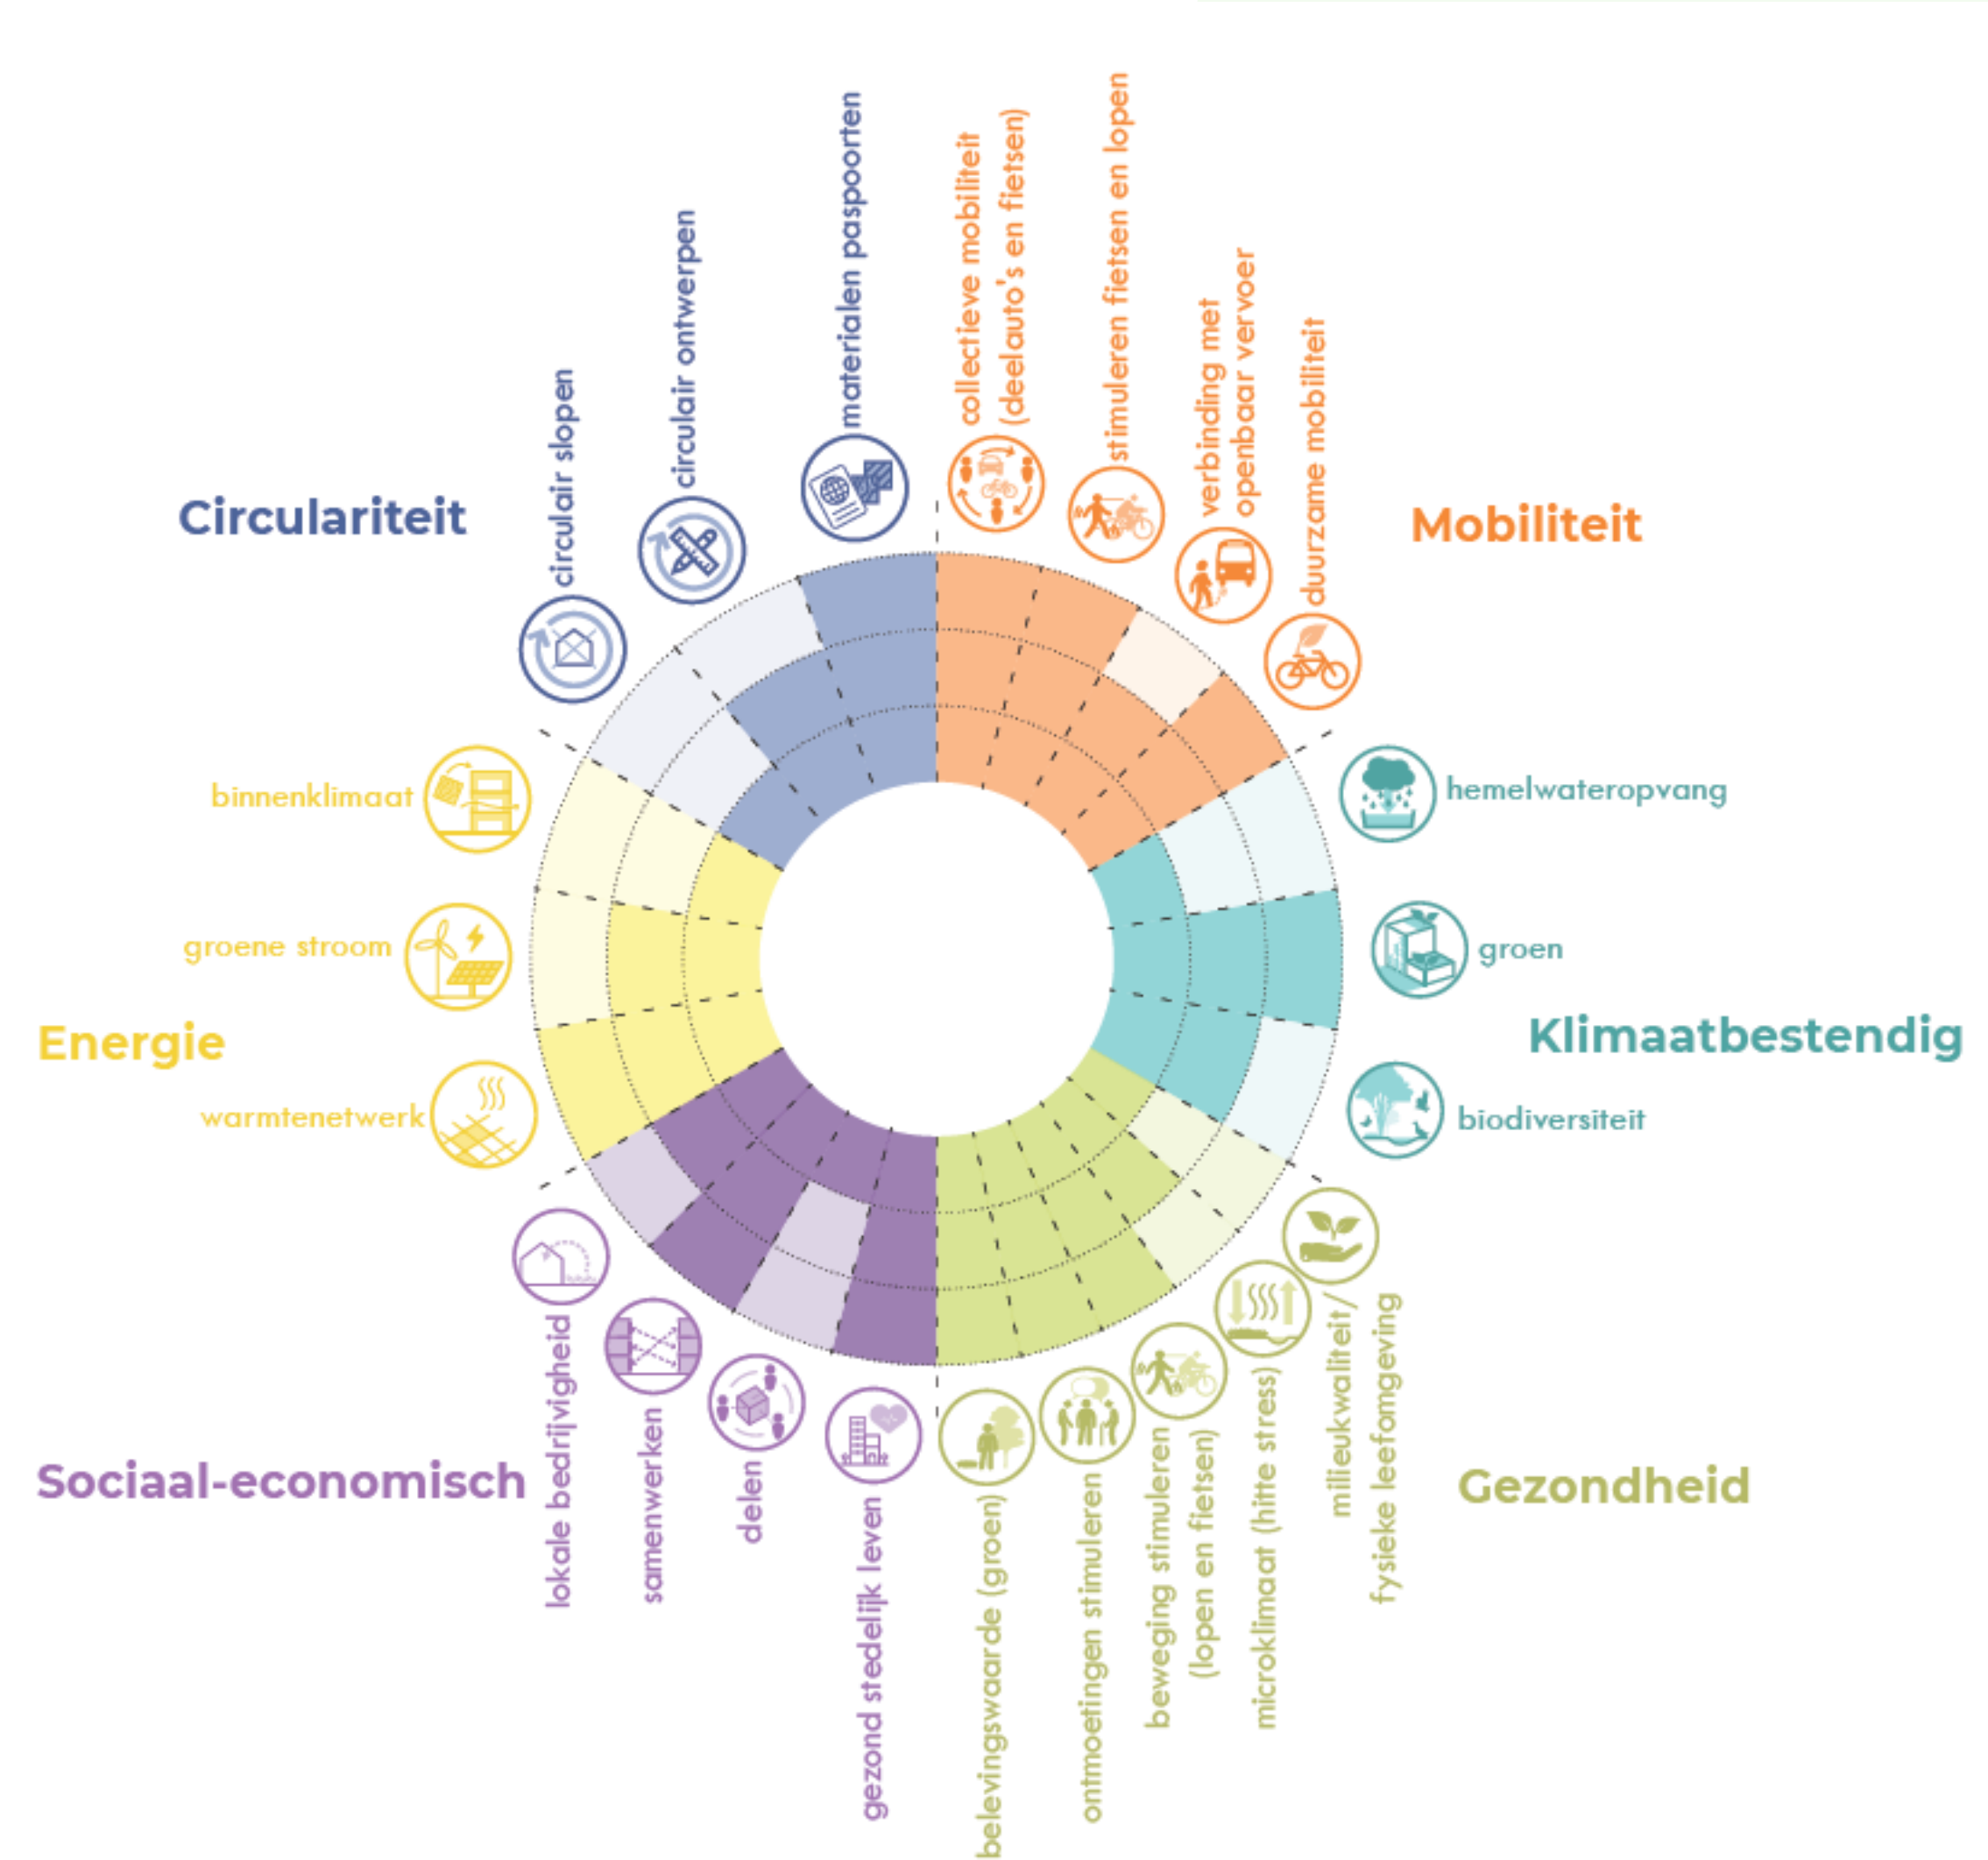 Circulariteit
circulair slopen
circulair ontwerpen
materialen paspoorten
Mobiliteit
collectieve mobiliteit
(deelauto's en fietsen)
stimuleren fietsen en lopen
verbinding met
openbaar vervoer
duurzame mobiliteit
Klimaatbestendig
hemelwateropvang
groen
biodiversiteit
Gezondheid
milieukwaliteit/
fysieke leefomgeving
microklimaat (hitte stress)
beweging stimuleren
(lopen en fietsen)
ontmoetingen stimuleren
belevingswaarde (groen)
Sociaal-economisch
gezond stedelijk leven
delen
samenwerken
lokale bedrijvigheid
Energie
warmtenetwerk
groene stroom
binnenklimaat